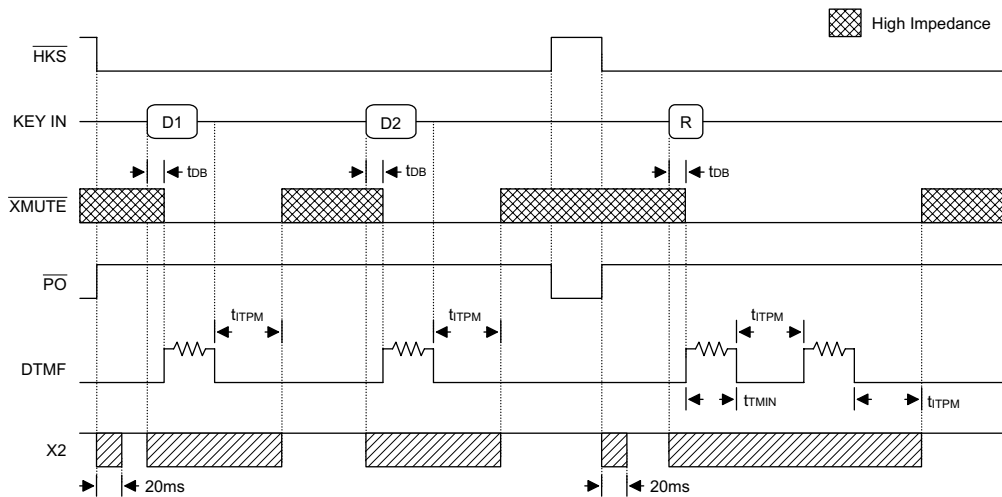 High Impedance
HKS
KEY IN
D1
D2
R
tDB
tDB
tDB
XMUTE
PO
tITPM
tITPM
tITPM
DTMF
tTMIN
tITPM
X2
20ms
20ms